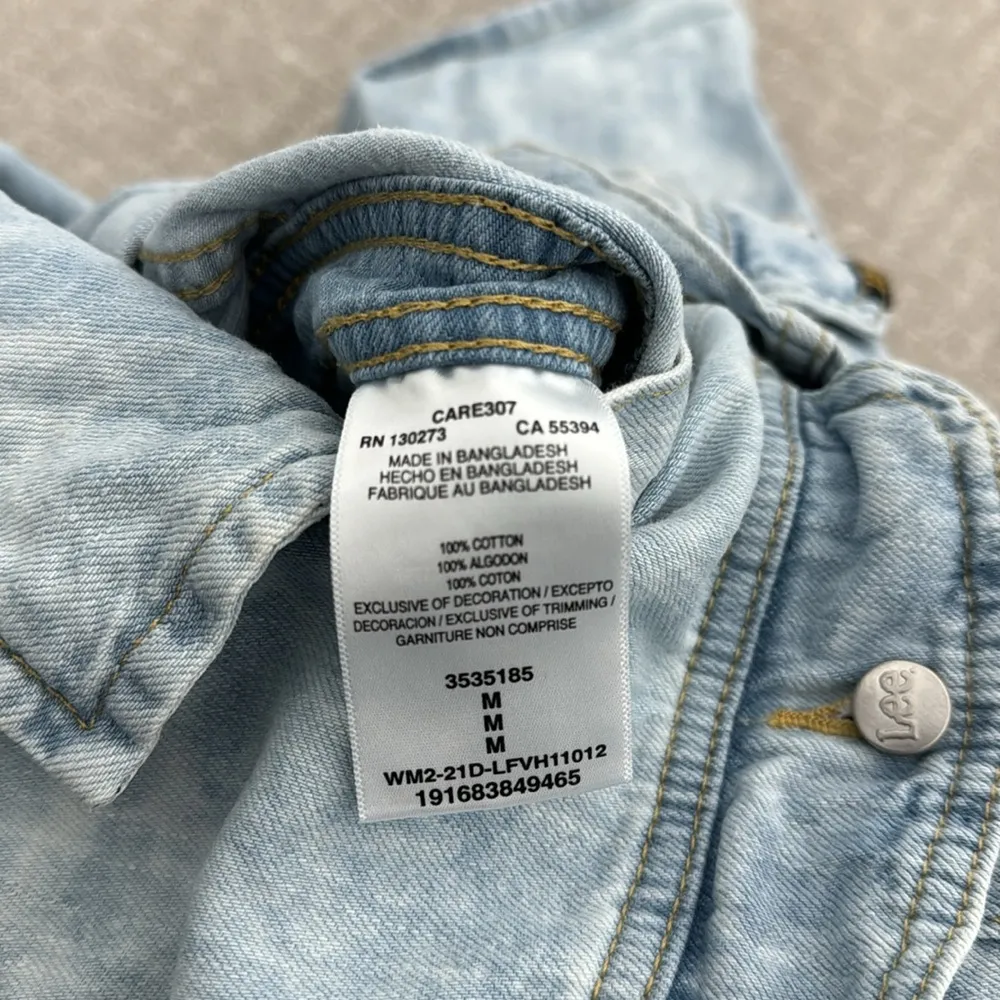 CARE307
RN 130273 CA 55394
MADE IN BANGLADESH
HECHO EN BANGLADESH
FABRIQUE AU BANGLADESH
100% COTTON
100% ALGODON
100% COTON
EXCLUSIVE OF DECORATION / EXCEPTO
DECORACION / EXCLUSIVE OF TRIMMING /
GARNITURE NON COMPRISE
3535185
M
M
M
WM2-21D-LFVH11012
191683849465
Lee